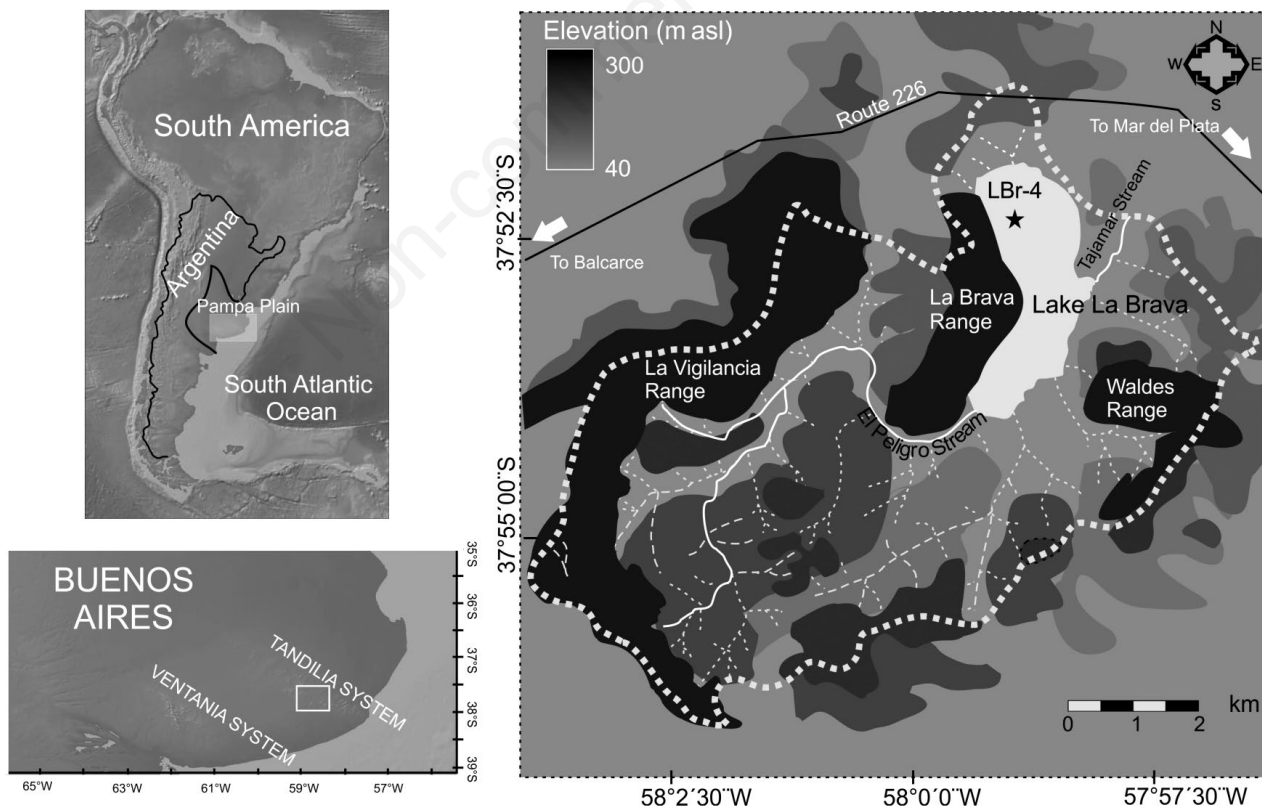 South America
Argentina
Pampa Plain
South Atlantic
Ocean
BUENOS
AIRES
TANDILIA SYSTEM
VENTANIA SYSTEM
35°S
36°S
37°S
38°S
39°S
65°W
63°W
61°W
59°W
57°W
Elevation (m asl)
300
40
N
W
E
S
Route 226
To Mar del Plata
To Balcarce
LBr-4
Tajamar Stream
La Brava
Range
Lake La Brava
La Vigilancia
Range
Waldes
Range
El Peligro Stream
37°52´.30¨S
37°55´.00¨S
km
0
1
2
58°2´.30¨W
58°0´0¨W
57°57´.30¨W